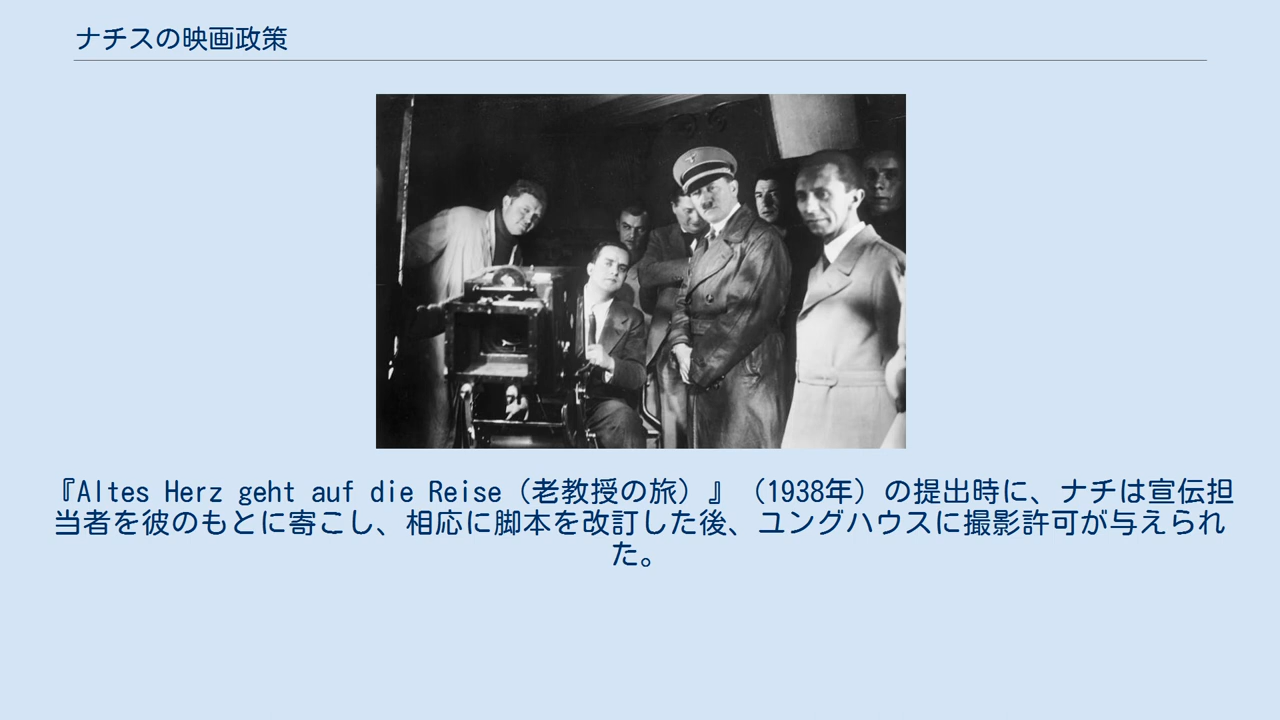 ナチスの映画政策
『Altes Herz geht auf die Reise（老教授の旅）』（1938年）の提出時に、ナチは宣伝担
当者を彼のもとに寄こし、相応に脚本を改訂した後、ユングハウスに撮影許可が与えられ
た。